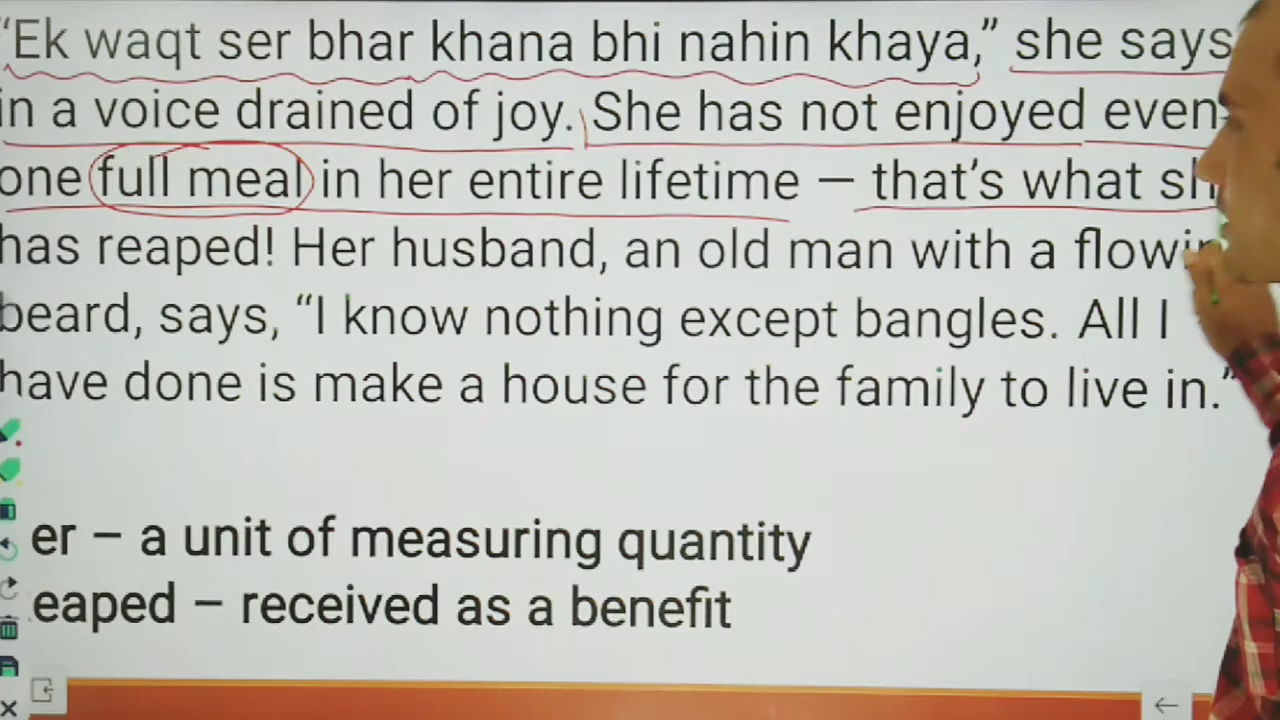 “Ek waqt ser bhar khana bhi nahin khaya,” she says
in a voice drained of joy. She has not enjoyed even
one full meal in her entire lifetime – that’s what sh
has reaped! Her husband, an old man with a flowin
beard, says, “I know nothing except bangles. All I
have done is make a house for the family to live in.”
er – a unit of measuring quantity
eaped – received as a benefit